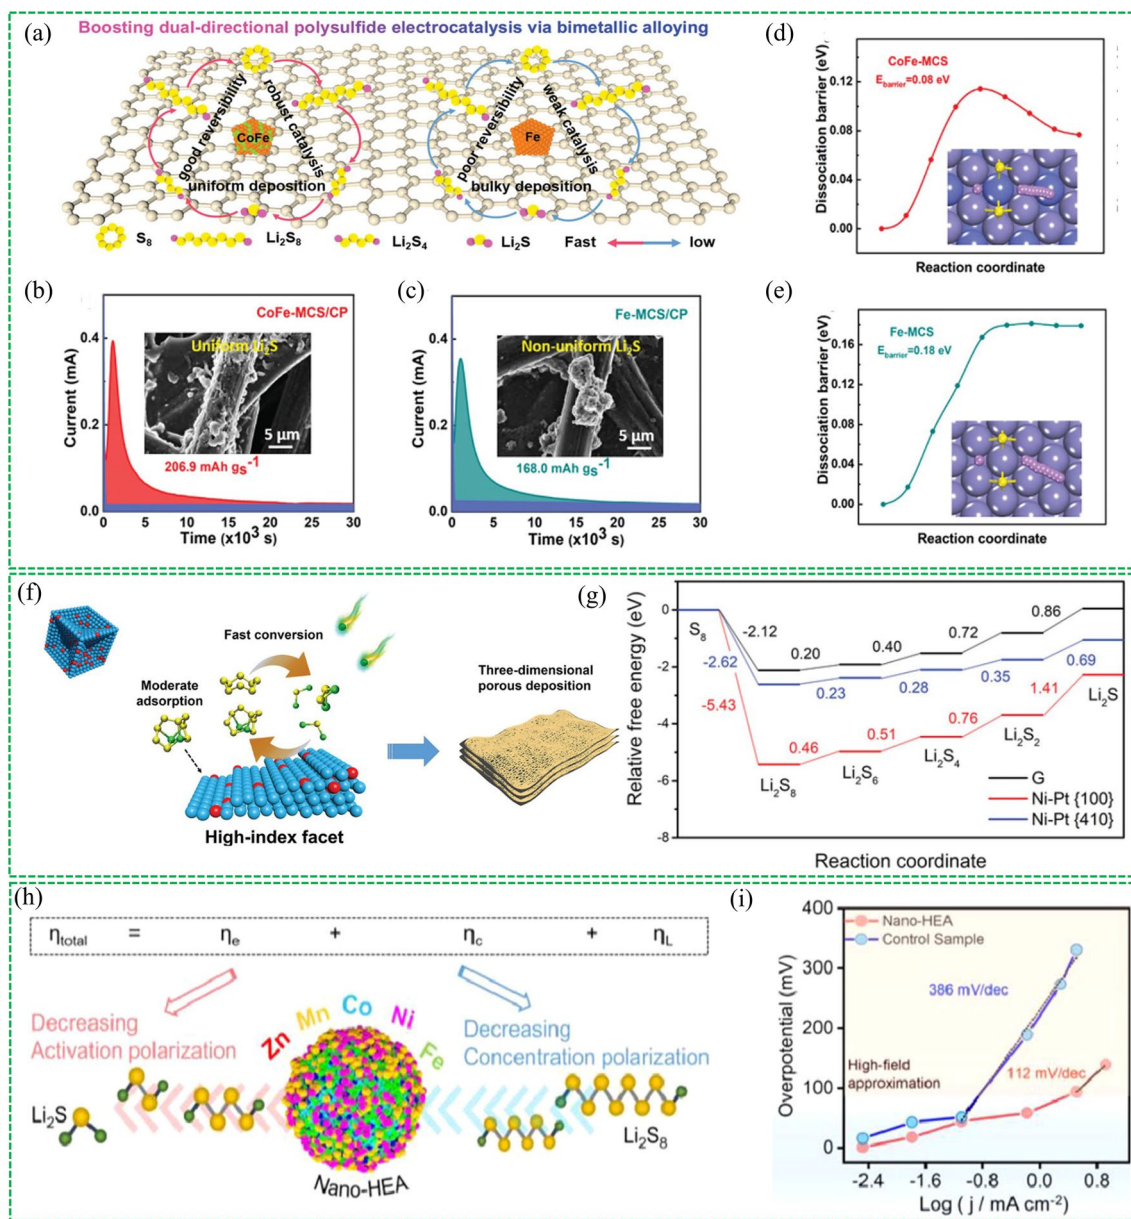 (a)
Boosting dual-directional polysulfide electrocatalysis via bimetallic alloying
good reversibility
robust catalysis
CoFe
uniform deposition
poor reversibility
weak catalysis
Fe
bulky deposition
S8
Li2S8
Li2S4
Li2S
Fast
low
(d)
Dissociation barrier (eV)
0.12
0.08
0.04
0.00
CoFe-MCS
Ebarrier=0.08 eV
Reaction coordinate
(b)
Current (mA)
0.4
0.2
0.0
CoFe-MCS/CP
Uniform Li2S
5 µm
206.9 mAh gs-1
0 5 10 15 20 25 30
Time (x10³ s)
(c)
Current (mA)
0.4
0.2
0.0
Fe-MCS/CP
Non-uniform Li2S
5 µm
168.0 mAh gs-1
0 5 10 15 20 25 30
Time (x10³ s)
(e)
Dissociation barrier (eV)
0.16
0.12
0.08
0.04
0.00
Fe-MCS
Ebarrier=0.18 eV
Reaction coordinate
(f)
Fast conversion
Moderate
adsorption
High-index facet
Three-dimensional
porous deposition
(g)
Relative free energy (eV)
0
-2
-4
-6
-8
S8
-2.12
0.20
0.40
0.72
0.86
-2.62
0.23
0.28
0.35
0.69
-5.43
0.46
0.51
0.76
1.41
Li2S8
Li2S6
Li2S4
Li2S2
Li2S
G
Ni-Pt {100}
Ni-Pt {410}
Reaction coordinate
(h)
ηtotal = ηe + ηc + ηL
Decreasing
Activation polarization
Zn Mn Co Ni Fe
Decreasing
Concentration polarization
Li2S
Li2S8
Nano-HEA
(i)
Overpotential (mV)
400
300
200
100
0
Nano-HEA
Control Sample
386 mV/dec
High-field
approximation
112 mV/dec
-2.4 -1.6 -0.8 0.0 0.8
Log ( j / mA cm-2)